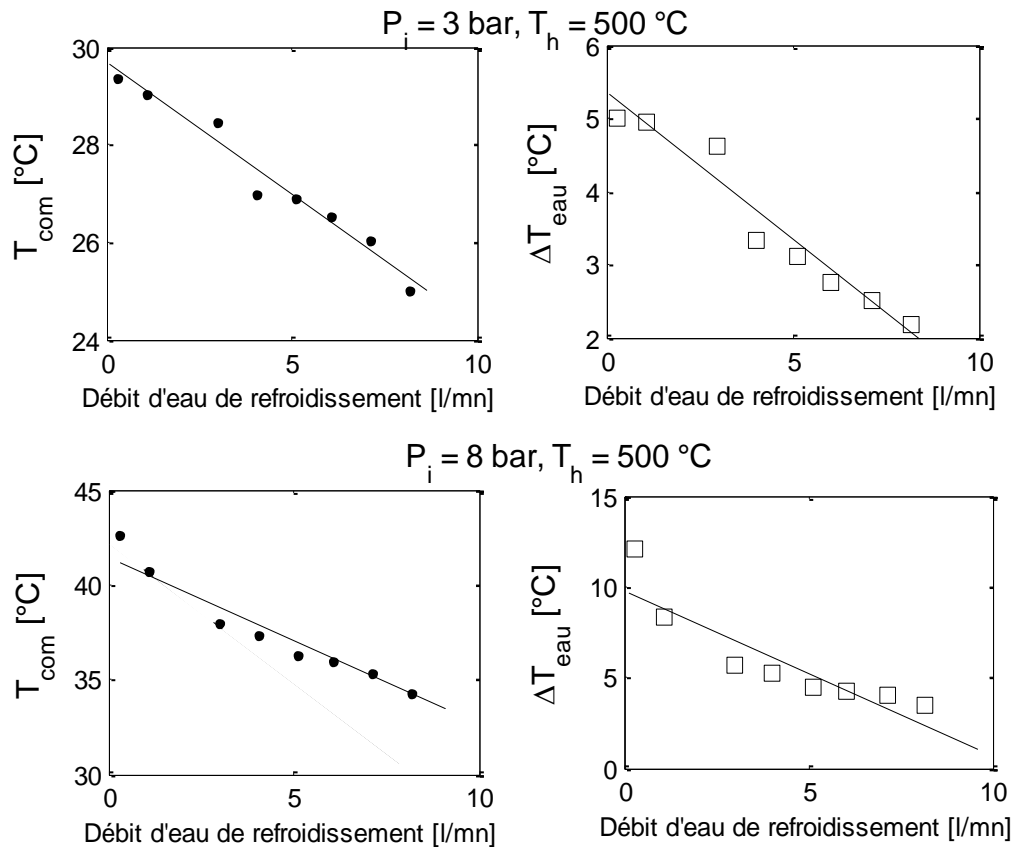 P_i = 3 bar, T_h = 500 °C
30
28
26
24
T_com [°C]
0 5 10
Débit d'eau de refroidissement [l/mn]
6
5
4
3
2
ΔT_eau [°C]
0 5 10
Débit d'eau de refroidissement [l/mn]
P_i = 8 bar, T_h = 500 °C
45
40
35
30
T_com [°C]
0 5 10
Débit d'eau de refroidissement [l/mn]
15
10
5
0
ΔT_eau [°C]
0 5 10
Débit d'eau de refroidissement [l/mn]